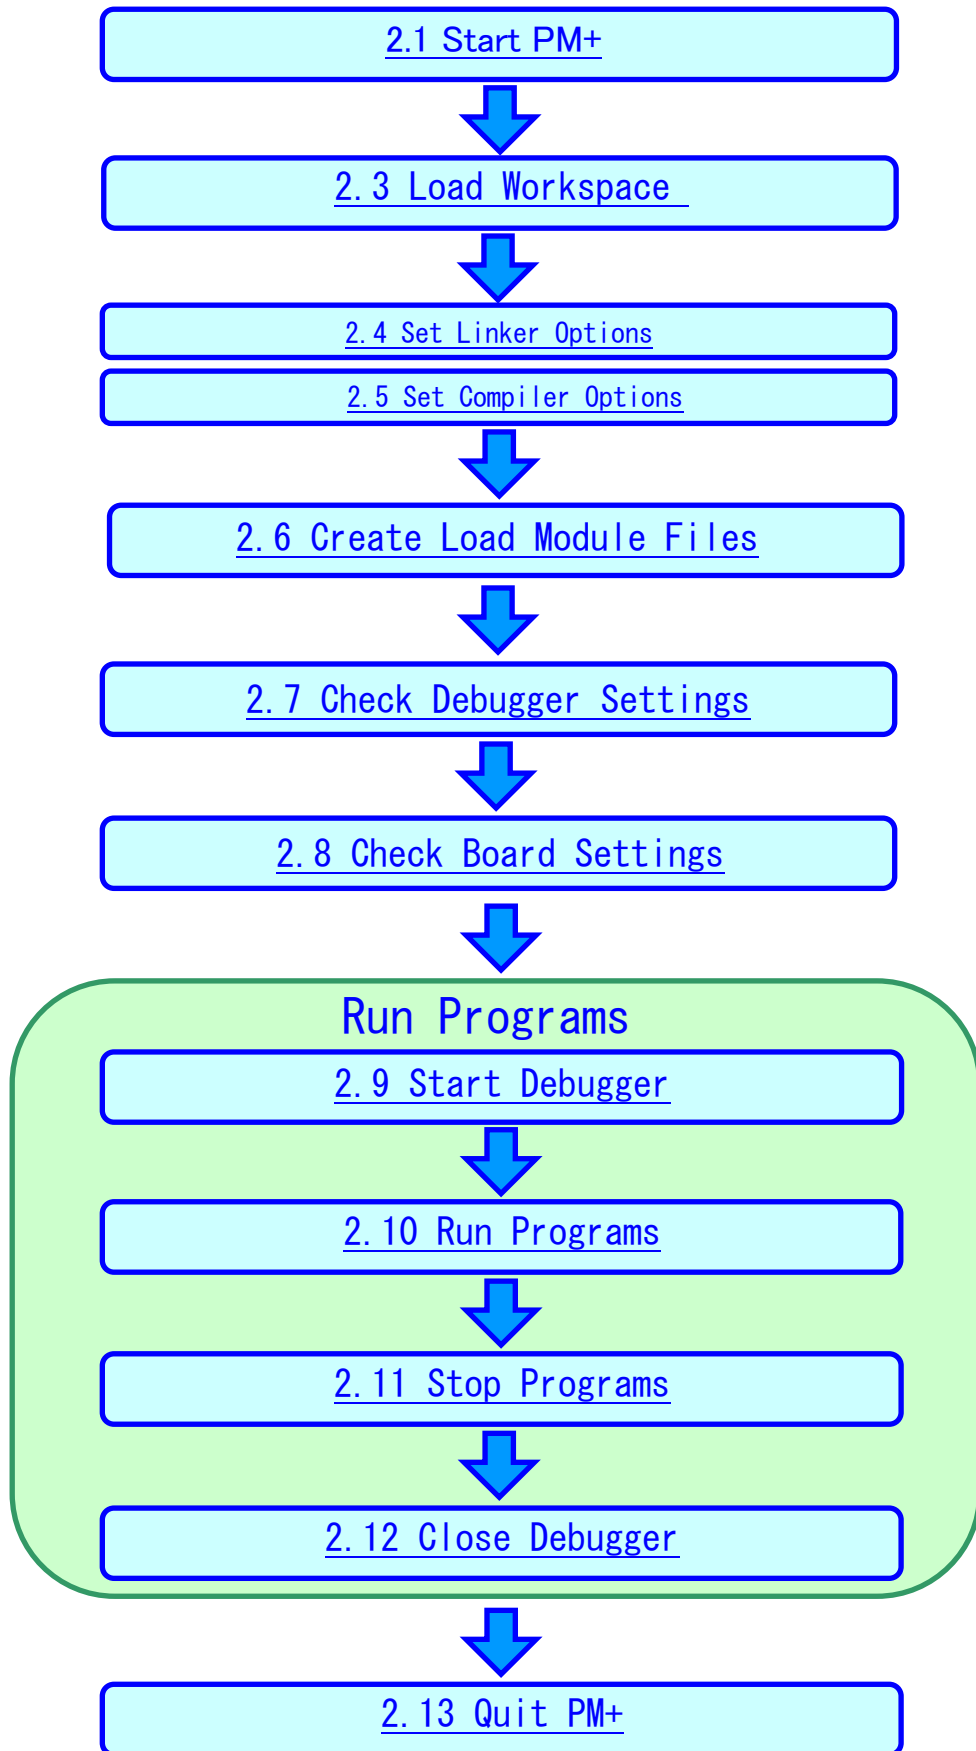 2.1 Start PM+
2.3 Load Workspace
2.4 Set Linker Options
2.5 Set Compiler Options
2.6 Create Load Module Files
2.7 Check Debugger Settings
2.8 Check Board Settings
Run Programs
2.9 Start Debugger
2.10 Run Programs
2.11 Stop Programs
2.12 Close Debugger
2.13 Quit PM+